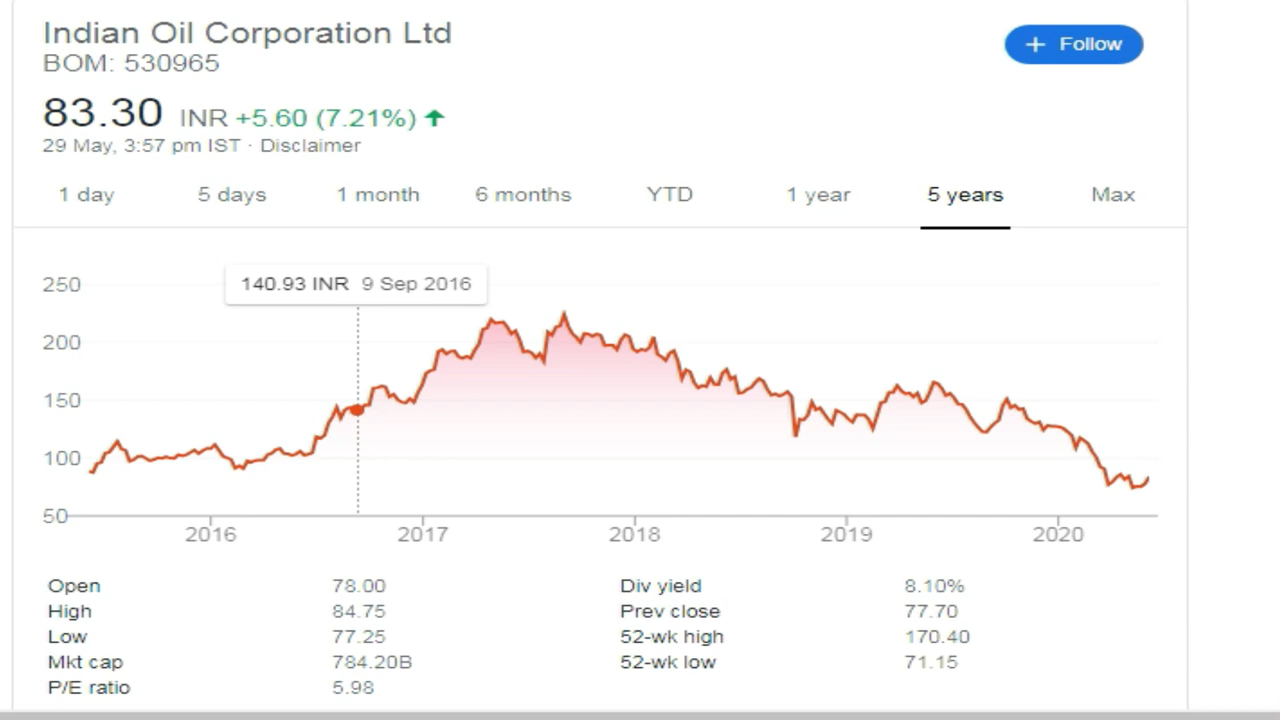 Indian Oil Corporation Ltd
BOM: 530965
+ Follow
83.30 INR +5.60 (7.21%) ↑
29 May, 3:57 pm IST · Disclaimer
1 day 5 days 1 month 6 months YTD 1 year 5 years Max
140.93 INR 9 Sep 2016
250
200
150
100
50
2016 2017 2018 2019 2020
Open 78.00 Div yield 8.10%
High 84.75 Prev close 77.70
Low 77.25 52-wk high 170.40
Mkt cap 784.20B 52-wk low 71.15
P/E ratio 5.98